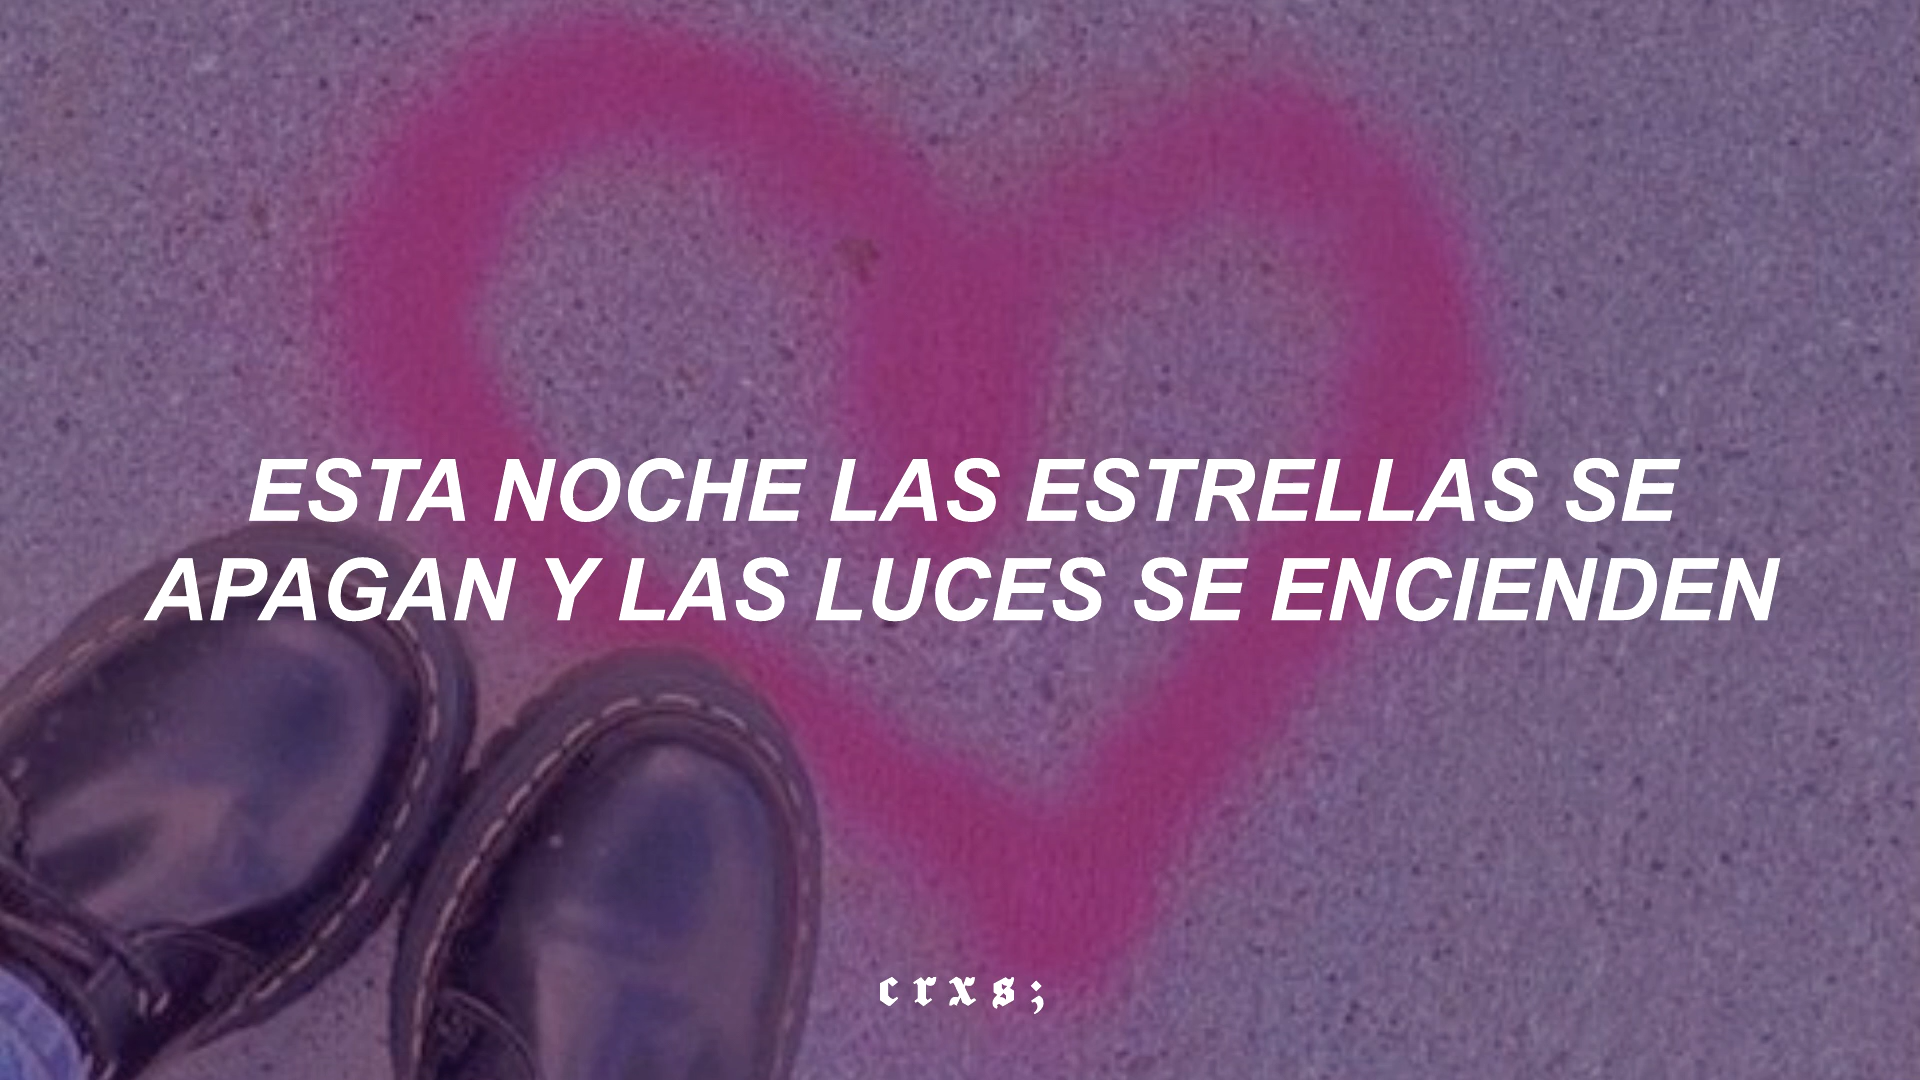 ESTA NOCHE LAS ESTRELLAS SE
APAGAN Y LAS LUCES SE ENCIENDEN
crxs;